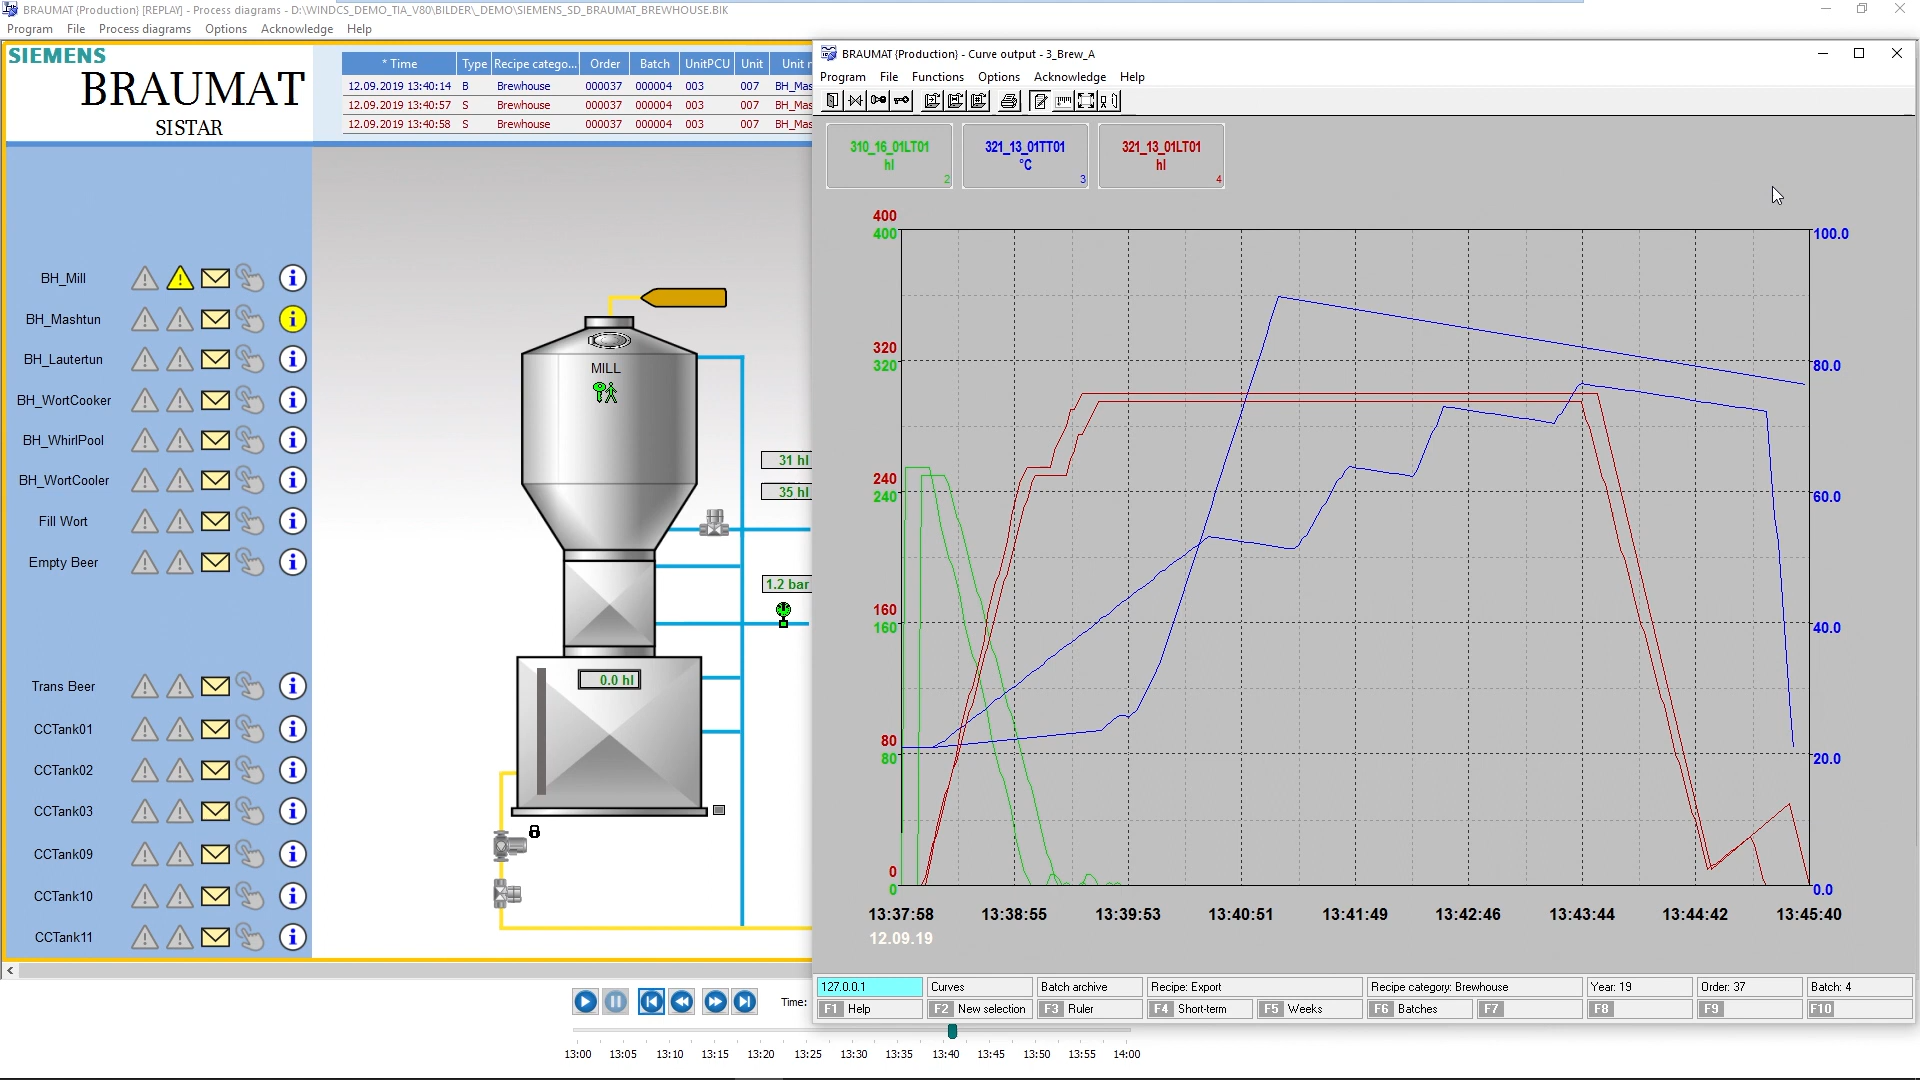 BRAUMAT {Production} [REPLAY] - Process diagrams - D:\WINDCS_DEMO_TIA_V80\BILDER\_DEMO\SIEMENS_SD_BRAUMAT_BREWHOUSE.BIK
Program File Process diagrams Options Acknowledge Help
SIEMENS
BRAUMAT
SISTAR
* Time Type Recipe catego... Order Batch UnitPCU Unit Unit n
12.09.2019 13:40:14 B Brewhouse 000037 000004 003 007 BH_Mas
12.09.2019 13:40:57 S Brewhouse 000037 000004 003 007 BH_Mas
12.09.2019 13:40:58 S Brewhouse 000037 000004 003 007 BH_Mas
BH_Mill
BH_Mashtun
BH_Lautertun
BH_WortCooker
BH_WhirlPool
BH_WortCooler
Fill Wort
Empty Beer
Trans Beer
CCTank01
CCTank02
CCTank03
CCTank09
CCTank10
CCTank11
MILL
31 hl
35 hl
1.2 bar
0.0 hl
Time:
13:00 13:05 13:10 13:15 13:20 13:25 13:30 13:35 13:40 13:45 13:50 13:55 14:00
BRAUMAT {Production} - Curve output - 3_Brew_A
Program File Functions Options Acknowledge Help
310_16_01LT01
hl
2
321_13_01TT01
°C
3
321_13_01LT01
hl
4
400
400
100.0
320
320
80.0
240
240
60.0
160
160
40.0
80
80
20.0
0
0
0.0
13:37:58 13:38:55 13:39:53 13:40:51 13:41:49 13:42:46 13:43:44 13:44:42 13:45:40
12.09.19
127.0.0.1 Curves Batch archive Recipe: Export Recipe category: Brewhouse Year: 19 Order: 37 Batch: 4
F1 Help F2 New selection F3 Ruler F4 Short-term F5 Weeks F6 Batches F7 F8 F9 F10